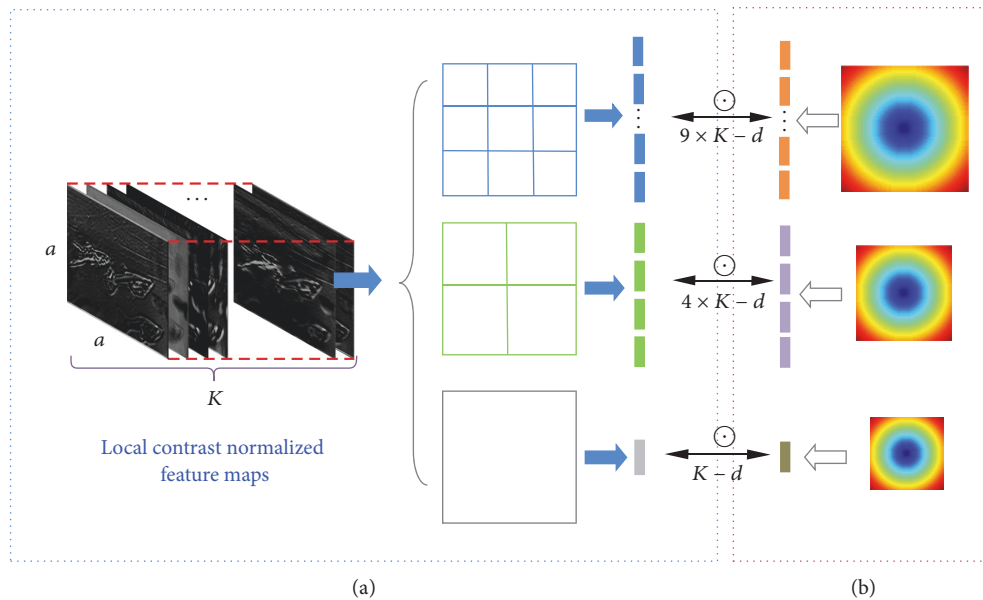 ...
a
a
K
Local contrast normalized
feature maps
9 × K – d
4 × K – d
K – d
(a)
(b)